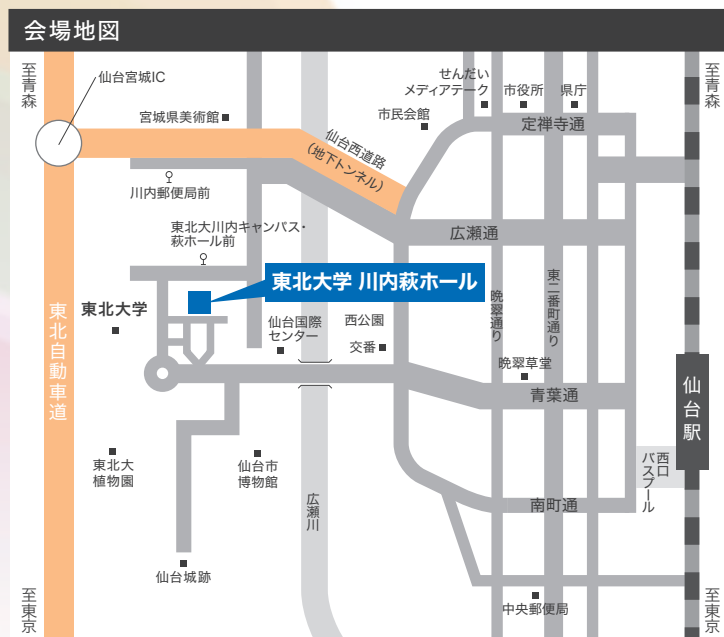 会場地図
至青森
仙台宮城IC
宮城県美術館
せんだい
メディアテーク
市役所
県庁
市民会館
定禅寺通
至青森
仙台西道路
(地下トンネル)
川内郵便局前
東北大川内キャンパス・
萩ホール前
広瀬通
東北大学 川内萩ホール
東北大学
仙台国際
センター
西公園
交番
晩翠通り
東二番町通り
晩翠草堂
青葉通
東北自動車道
仙台駅
東北大
植物園
仙台市
博物館
広瀬川
西口
バスプール
南町通
仙台城跡
中央郵便局
至東京
至東京